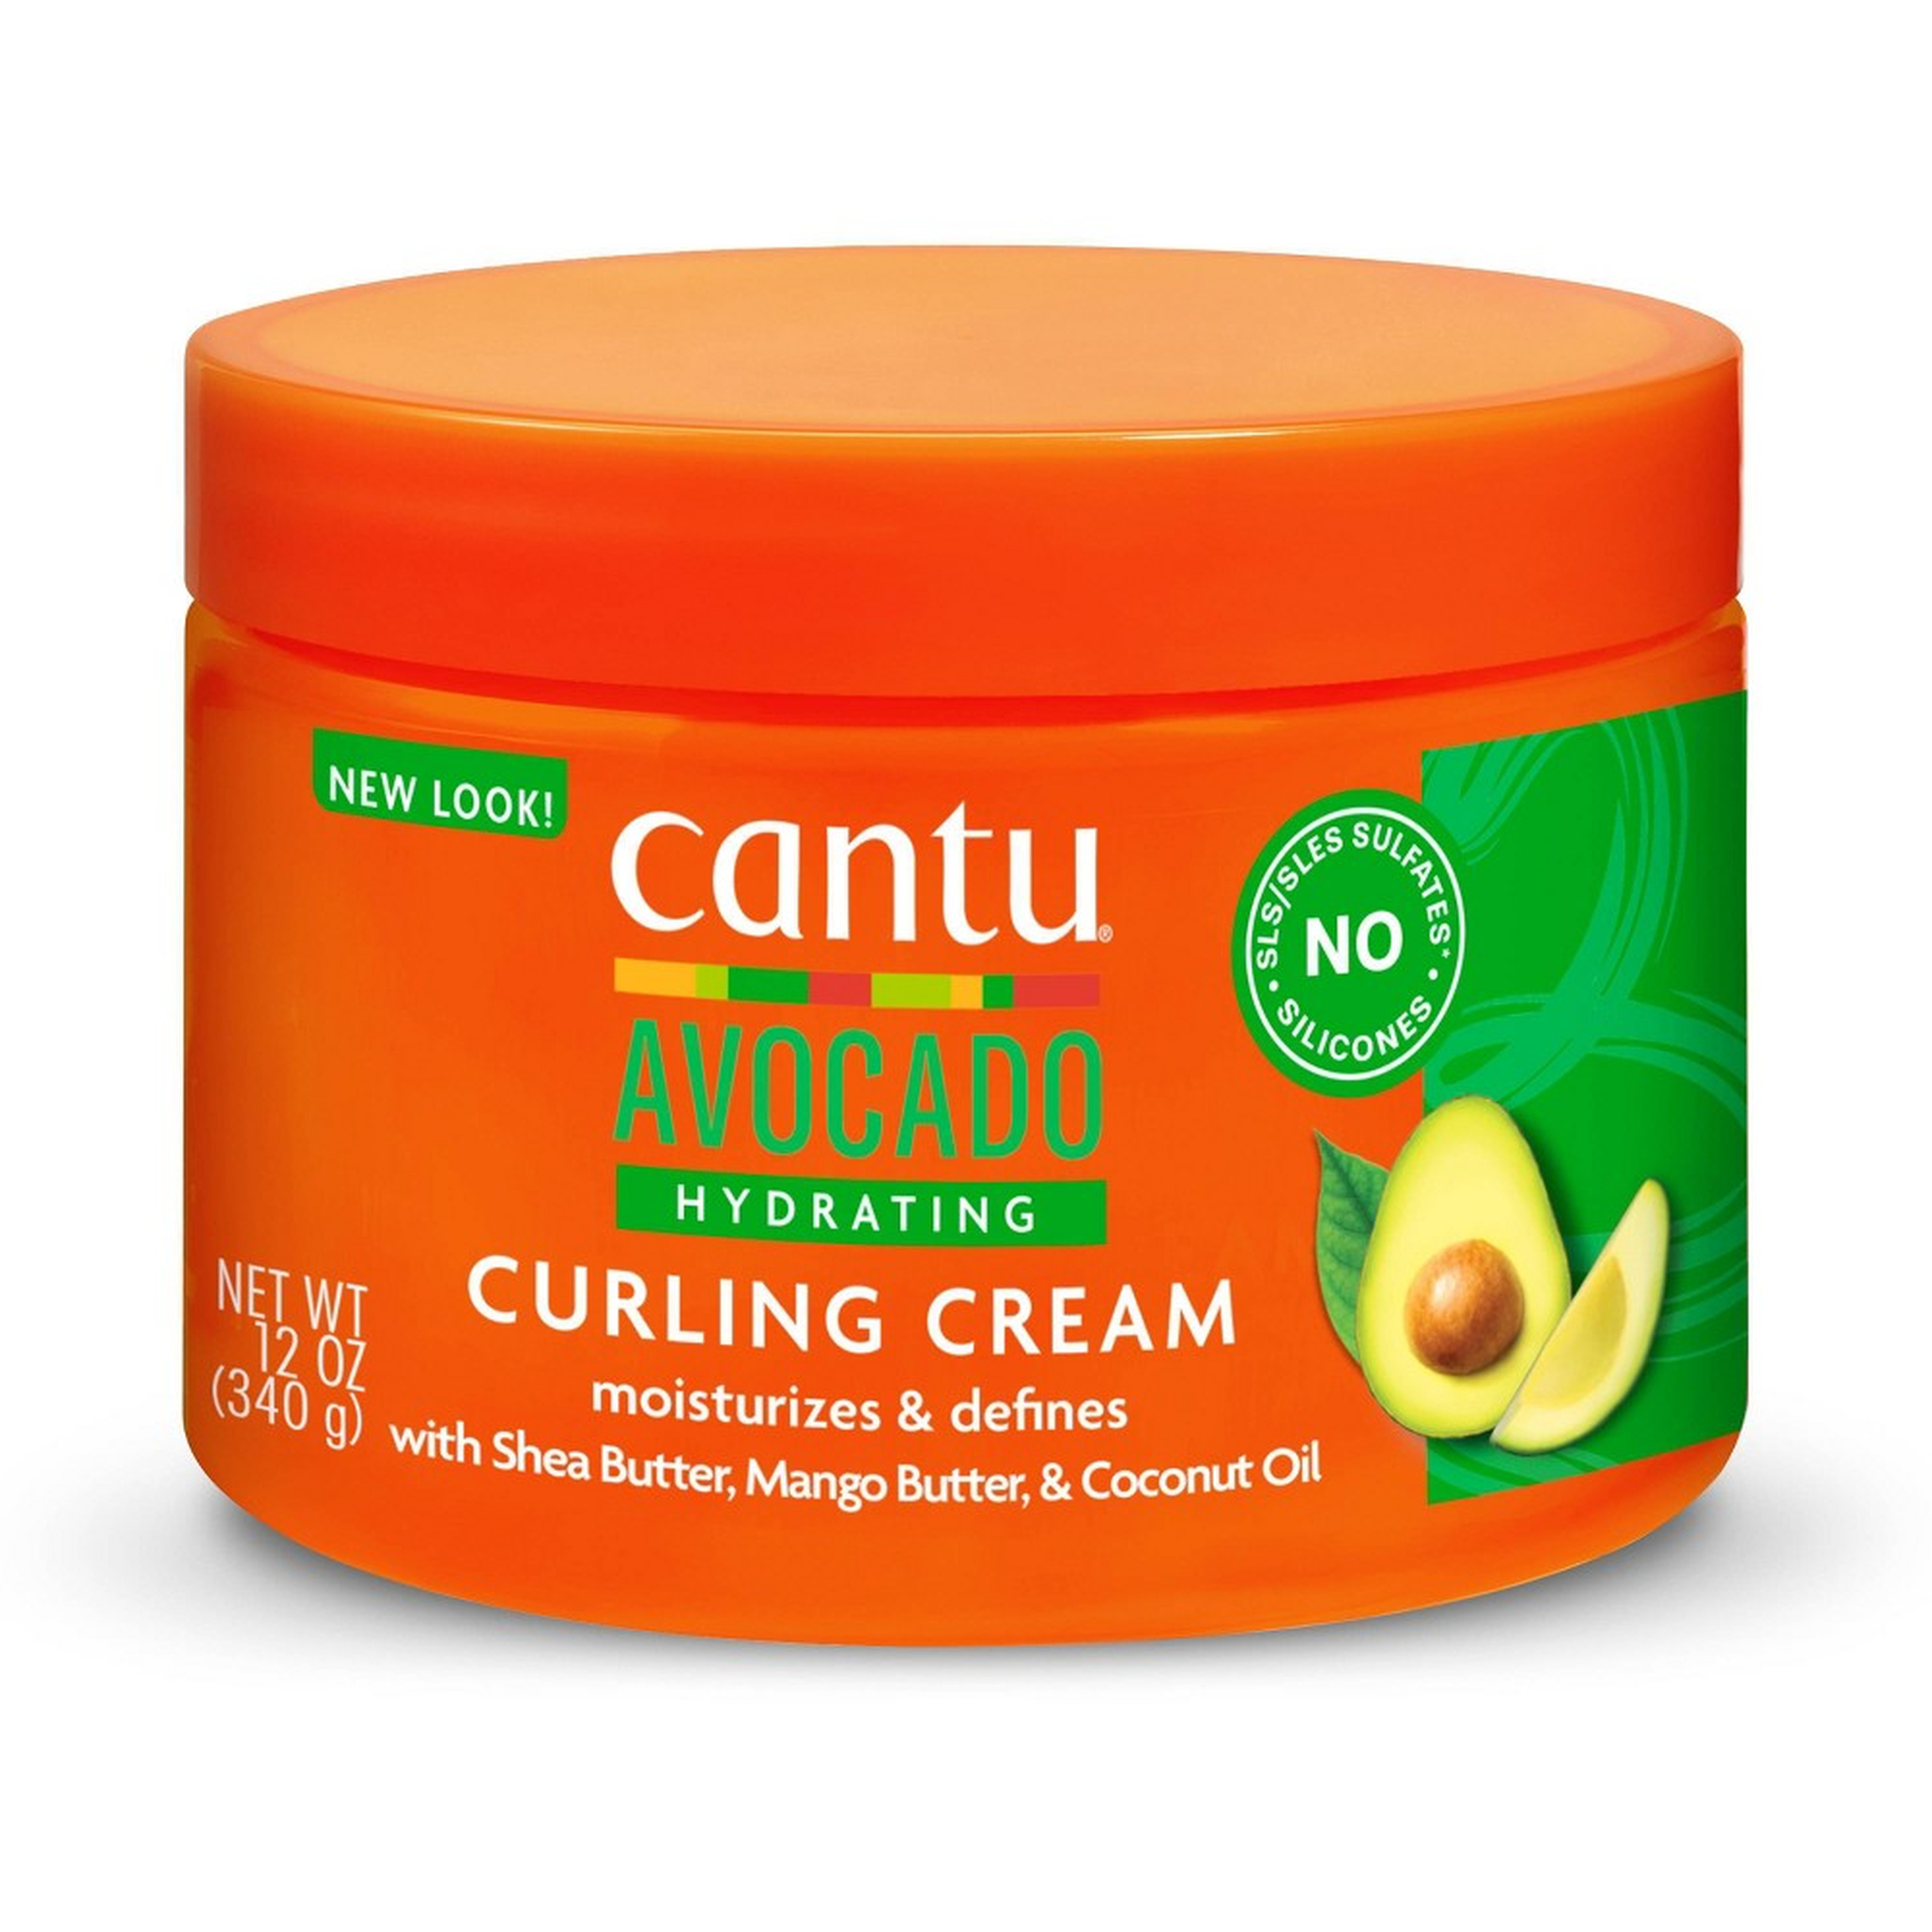 NEW LOOK!
cantu®
AVOCADO
HYDRATING
CURLING CREAM
moisturizes & defines
with Shea Butter, Mango Butter, & Coconut Oil
NET WT
12 OZ
(340 g)
• SLS/SLES SULFATES* •
NO
SILICONES